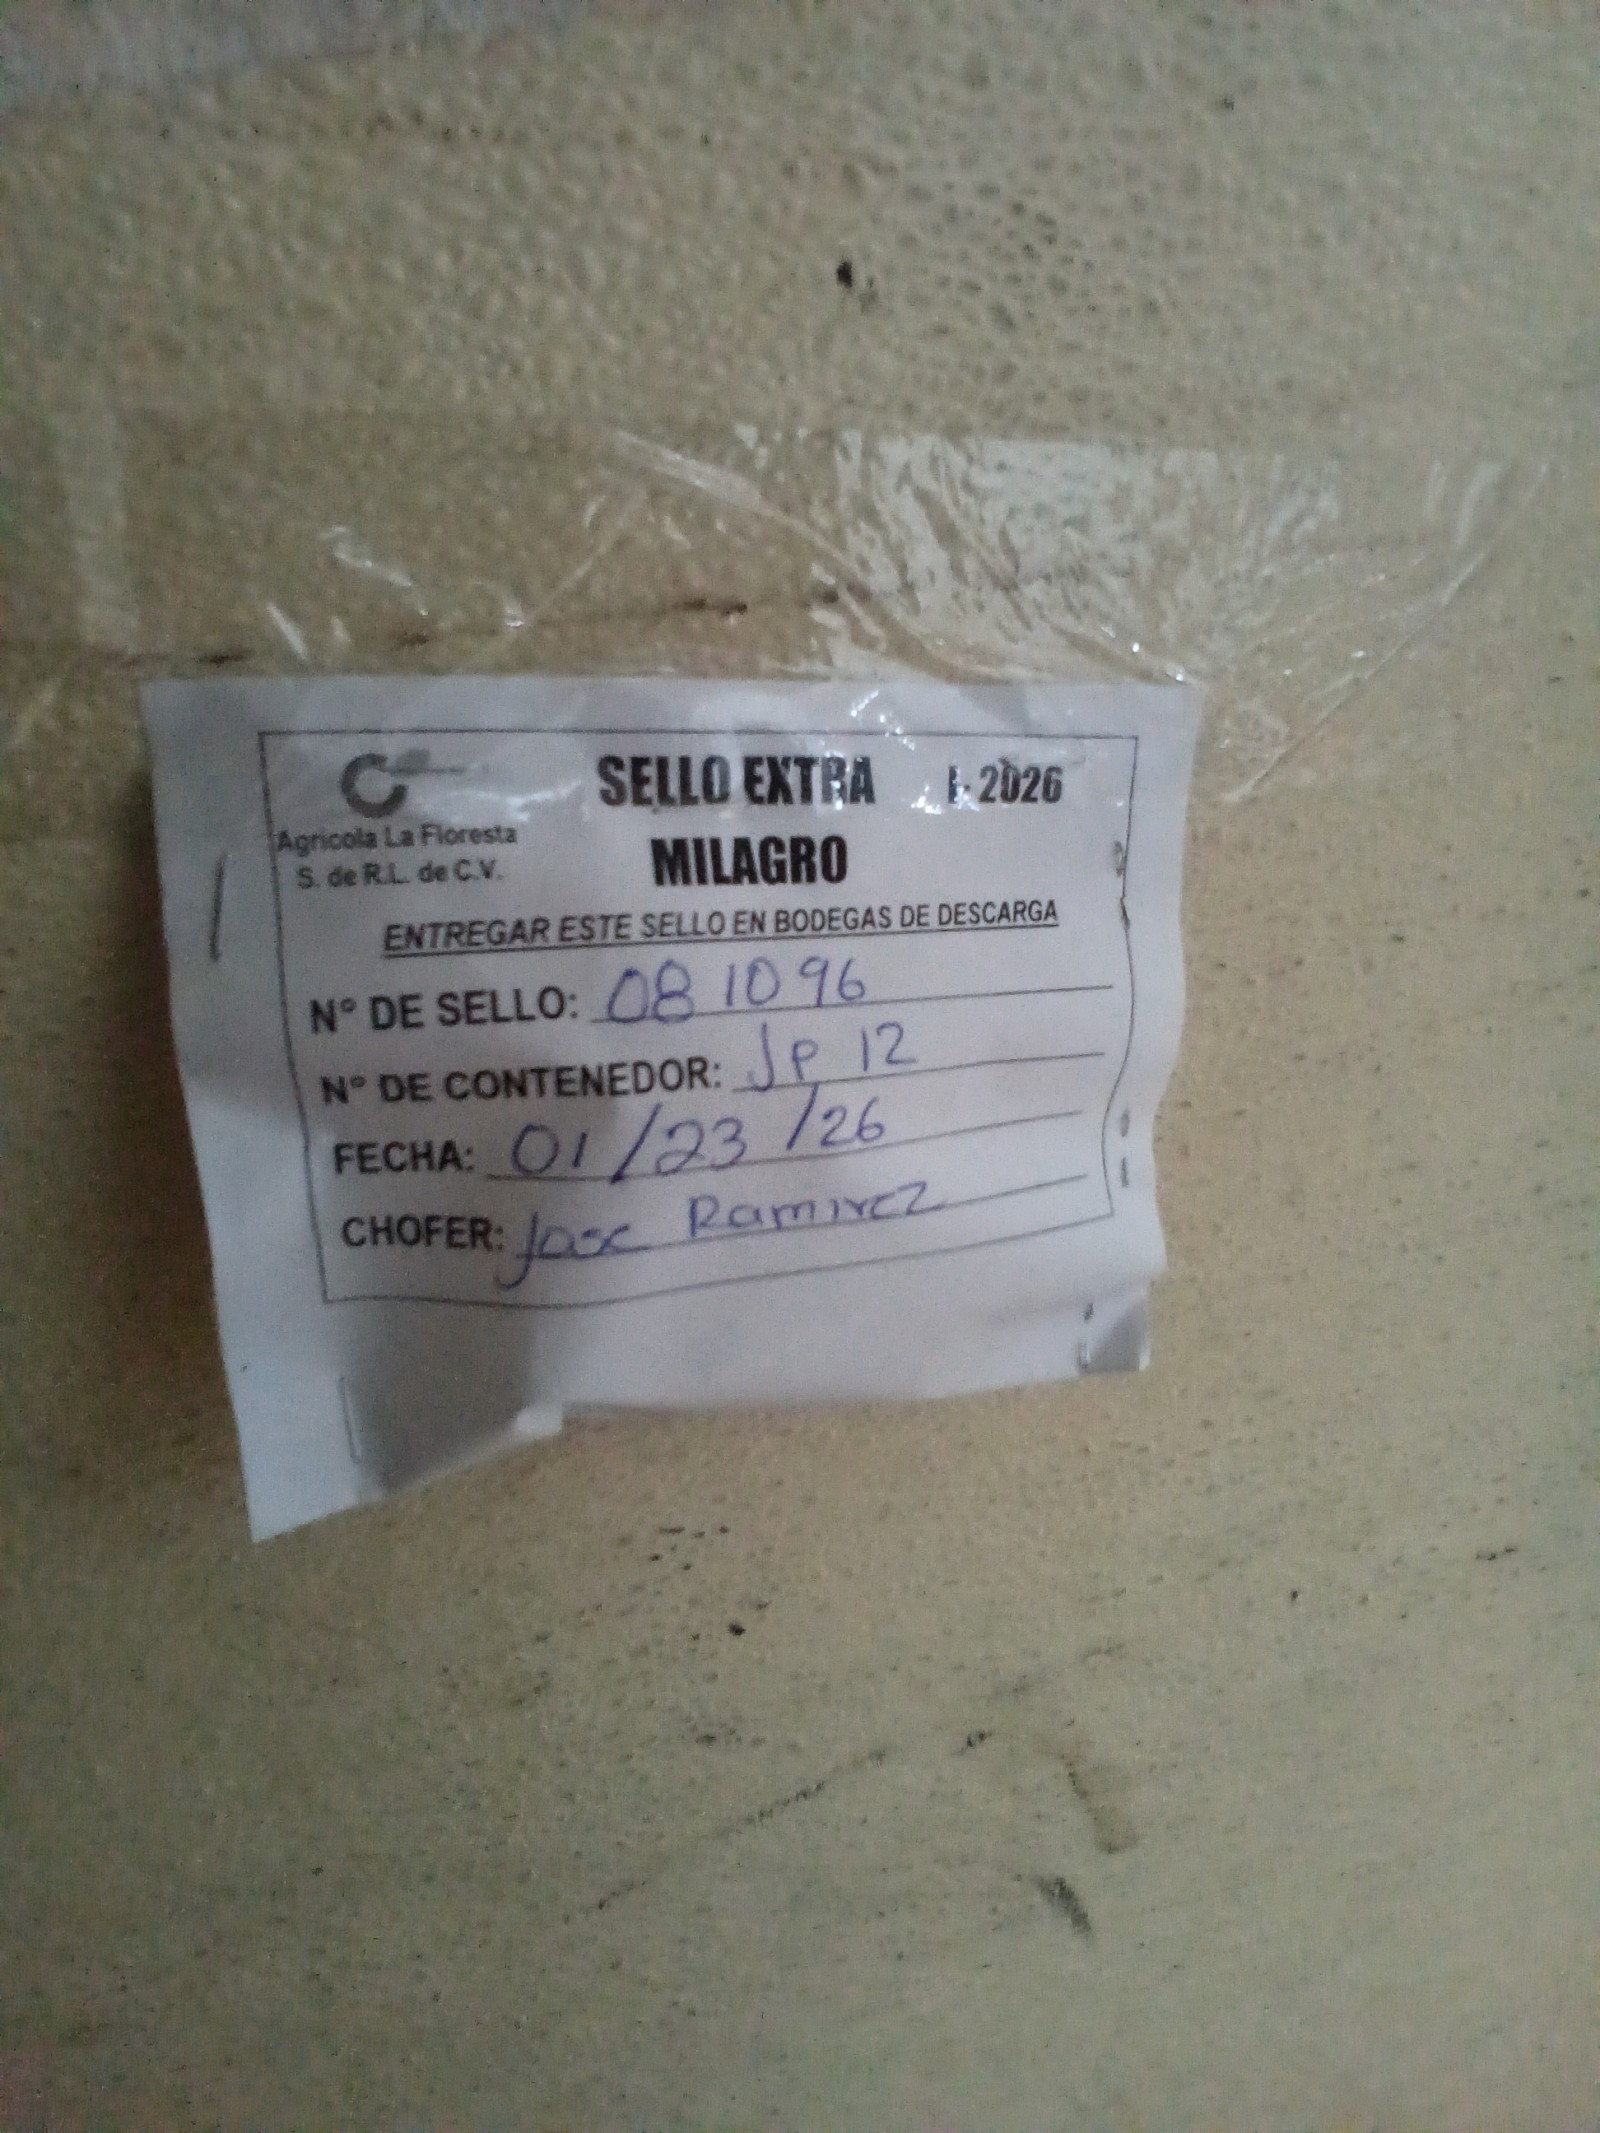 SELLO EXTRA
2026
Agricola La Floresta
S. de R.L. de C.V.
MILAGRO
ENTREGAR ESTE SELLO EN BODEGAS DE DESCARGA
N° DE SELLO: 081096
N° DE CONTENEDOR: JP 12
FECHA: 01/23/26
CHOFER: Jose Ramirez